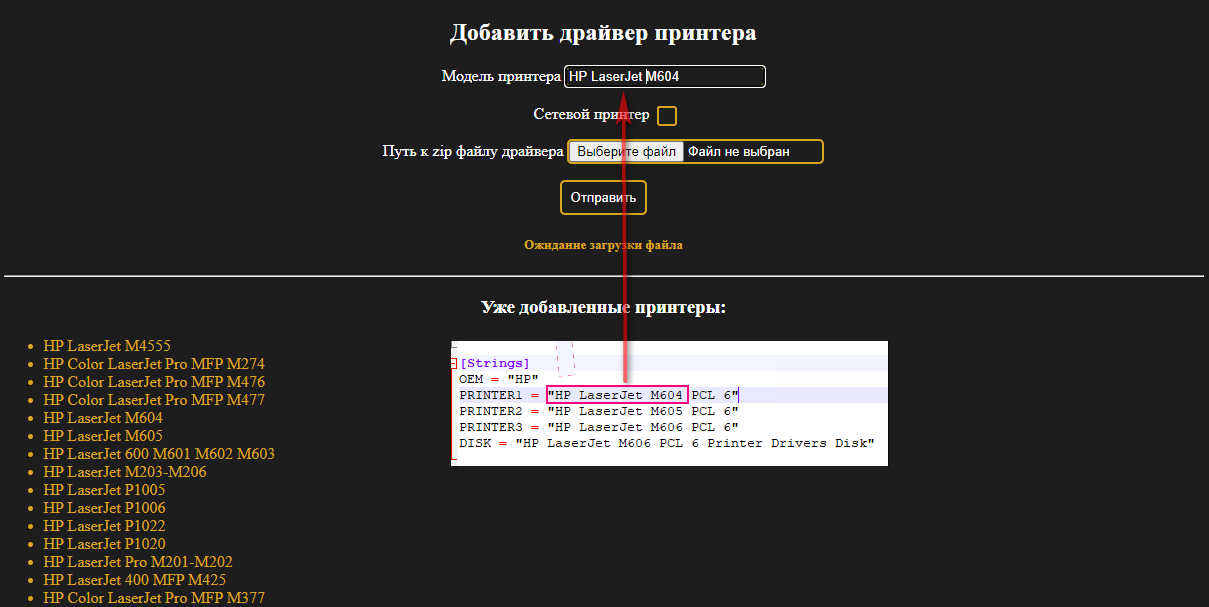 Добавить драйвер принтера
Модель принтера HP LaserJet M604
Сетевой принтер
Путь к zip файлу драйвера Выберите файл Файл не выбран
Отправить
Ожидание загрузки файла
Уже добавленные принтеры:
HP LaserJet M4555
HP Color LaserJet Pro MFP M274
HP Color LaserJet Pro MFP M476
HP Color LaserJet Pro MFP M477
HP LaserJet M604
HP LaserJet M605
HP LaserJet 600 M601 M602 M603
HP LaserJet M203-M206
HP LaserJet P1005
HP LaserJet P1006
HP LaserJet P1022
HP LaserJet P1020
HP LaserJet Pro M201-M202
HP LaserJet 400 MFP M425
HP Color LaserJet Pro MFP M377
[Strings]
OEM = "HP"
PRINTER1 = "HP LaserJet M604 PCL 6"
PRINTER2 = "HP LaserJet M605 PCL 6"
PRINTER3 = "HP LaserJet M606 PCL 6"
DISK = "HP LaserJet M606 PCL 6 Printer Drivers Disk"